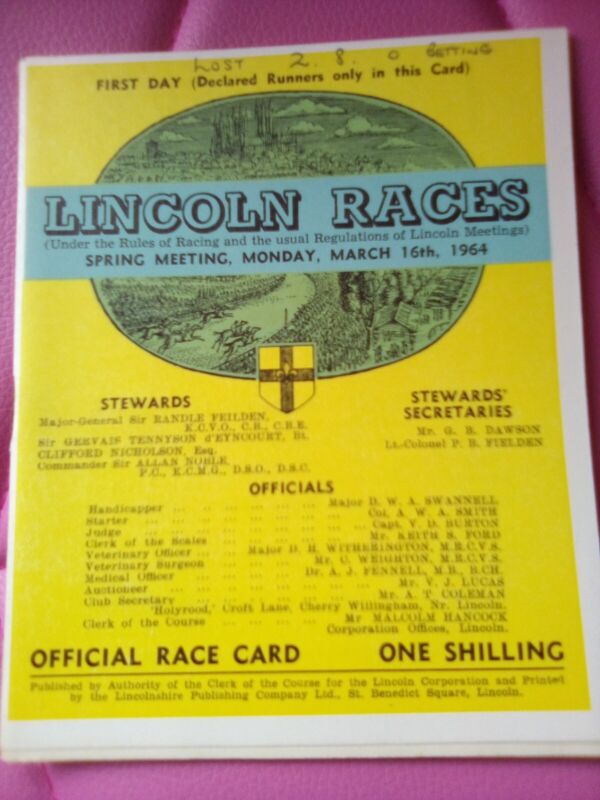 LOST 2. 8. 0 BETTING
FIRST DAY (Declared Runners only in this Card)
LINCOLN RACES
(Under the Rules of Racing and the usual Regulations of Lincoln Meetings)
SPRING MEETING, MONDAY, MARCH 16th, 1964
STEWARDS
Major-General Sir RANDLE FEILDEN,
K.C.V.O., C.B., C.B.E.
Sir GERVAIS TENNYSON d'EYNCOURT, Bt.
CLIFFORD NICHOLSON, Esq.
Commander Sir ALLAN NOBLE,
P.C., K.C.M.G., D.S.O., D.S.C.
STEWARDS' SECRETARIES
Mr. G. B. DAWSON
Lt.-Colonel P. B. FIELDEN
OFFICIALS
Handicapper ... Major D. W. A. SWANNELL
Starter ... Col. A. W. A. SMITH
Judge ... Capt. V. D. BURTON
Clerk of the Scales ... Mr. KEITH S. FORD
Veterinary Officer ... Major D. H. WITHERINGTON, M.R.C.V.S.
Veterinary Surgeon ... Mr. C. WEIGHTON, M.R.C.V.S.
Medical Officer ... Dr. A. J. FENNELL, M.B., B.CH.
Auctioneer ... Mr. V. J. LUCAS
Club Secretary ... Mr. A. T. COLEMAN
'Holyrood,' Croft Lane, Cherry Willingham, Nr. Lincoln.
Clerk of the Course ... Mr MALCOLM HANCOCK
Corporation Offices, Lincoln.
OFFICIAL RACE CARD ONE SHILLING
Published by Authority of the Clerk of the Course for the Lincoln Corporation and Printed
by the Lincolnshire Publishing Company Ltd., St. Benedict Square, Lincoln.